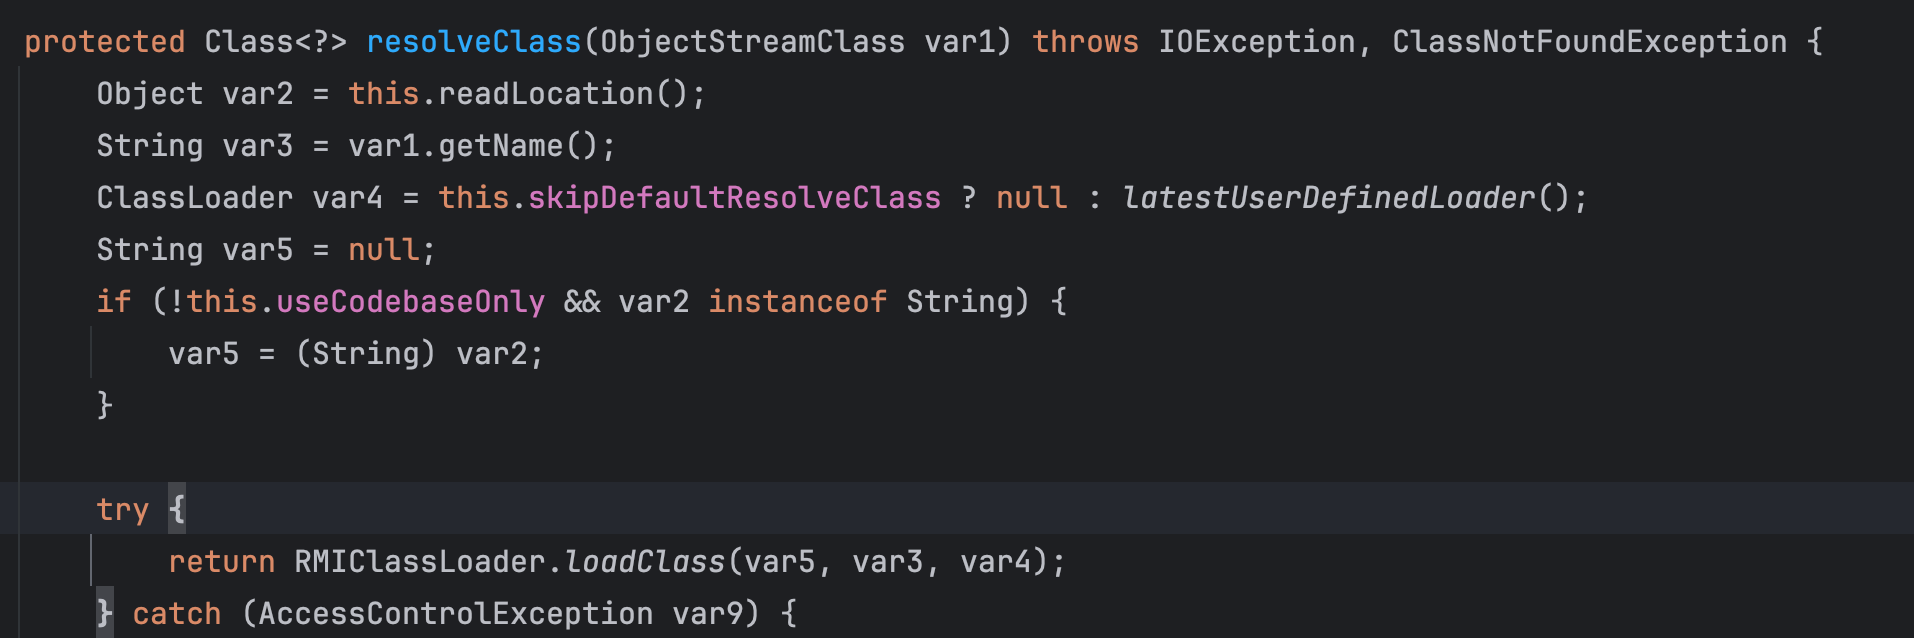 protected Class<?> resolveClass(ObjectStreamClass var1) throws IOException, ClassNotFoundException {
    Object var2 = this.readLocation();
    String var3 = var1.getName();
    ClassLoader var4 = this.skipDefaultResolveClass ? null : latestUserDefinedLoader();
    String var5 = null;
    if (!this.useCodebaseOnly && var2 instanceof String) {
        var5 = (String) var2;
    }

    try {
        return RMIClassLoader.loadClass(var5, var3, var4);
    } catch (AccessControlException var9) {